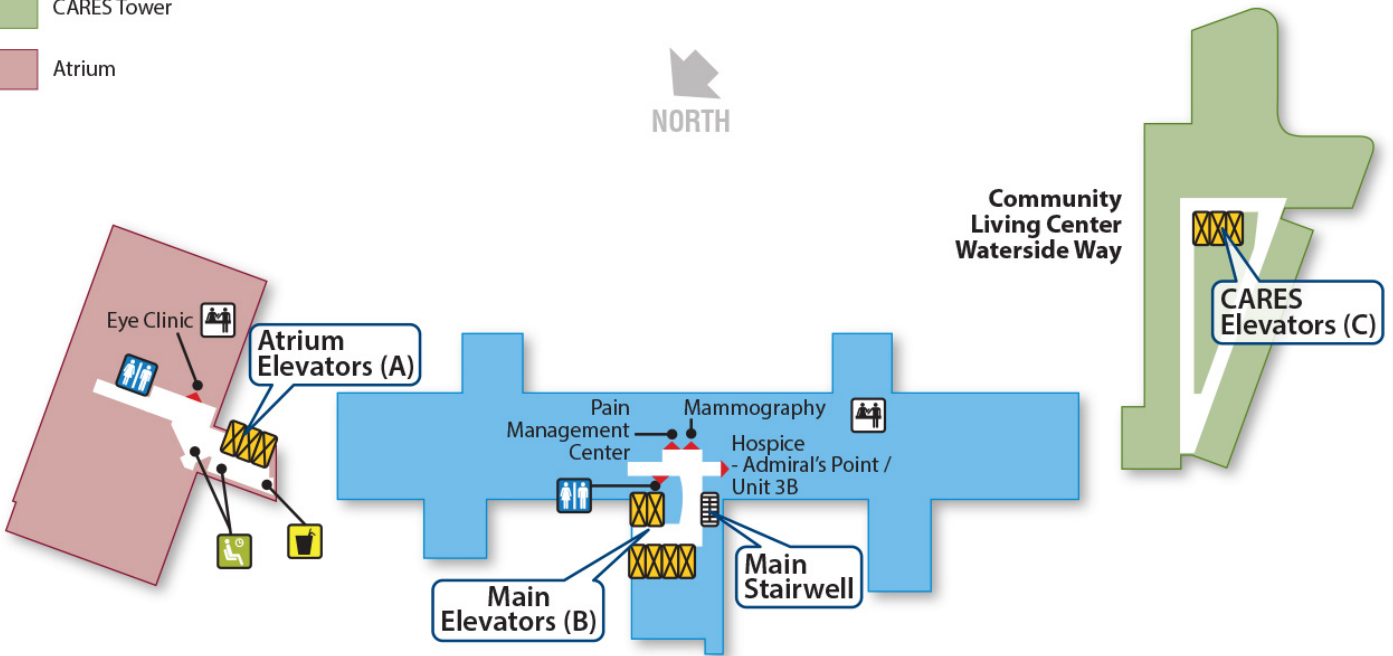 CARES Tower
Atrium
NORTH
Community
Living Center
Waterside Way
CARES
Elevators (C)
Eye Clinic
Atrium
Elevators (A)
Pain
Management
Center
Mammography
Hospice
- Admiral's Point /
Unit 3B
Main
Elevators (B)
Main
Stairwell